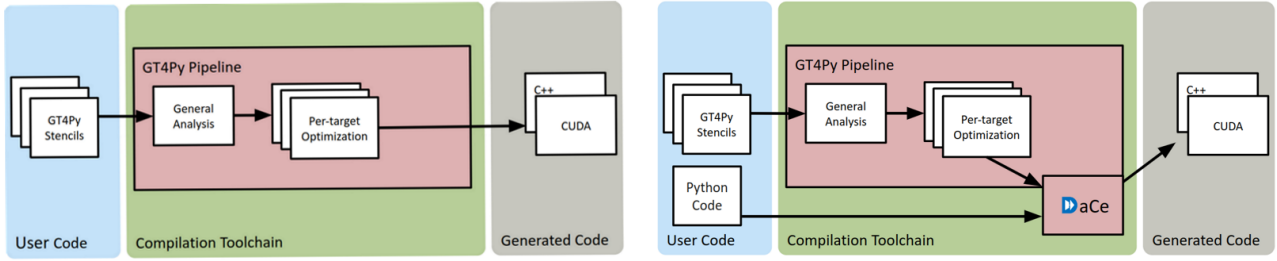 GT4Py Pipeline
GT4Py
Stencils
General
Analysis
Per-target
Optimization
C++
CUDA
User Code
Compilation Toolchain
Generated Code
GT4Py Pipeline
GT4Py
Stencils
General
Analysis
Per-target
Optimization
C++
CUDA
Python
Code
DaCe
User Code
Compilation Toolchain
Generated Code